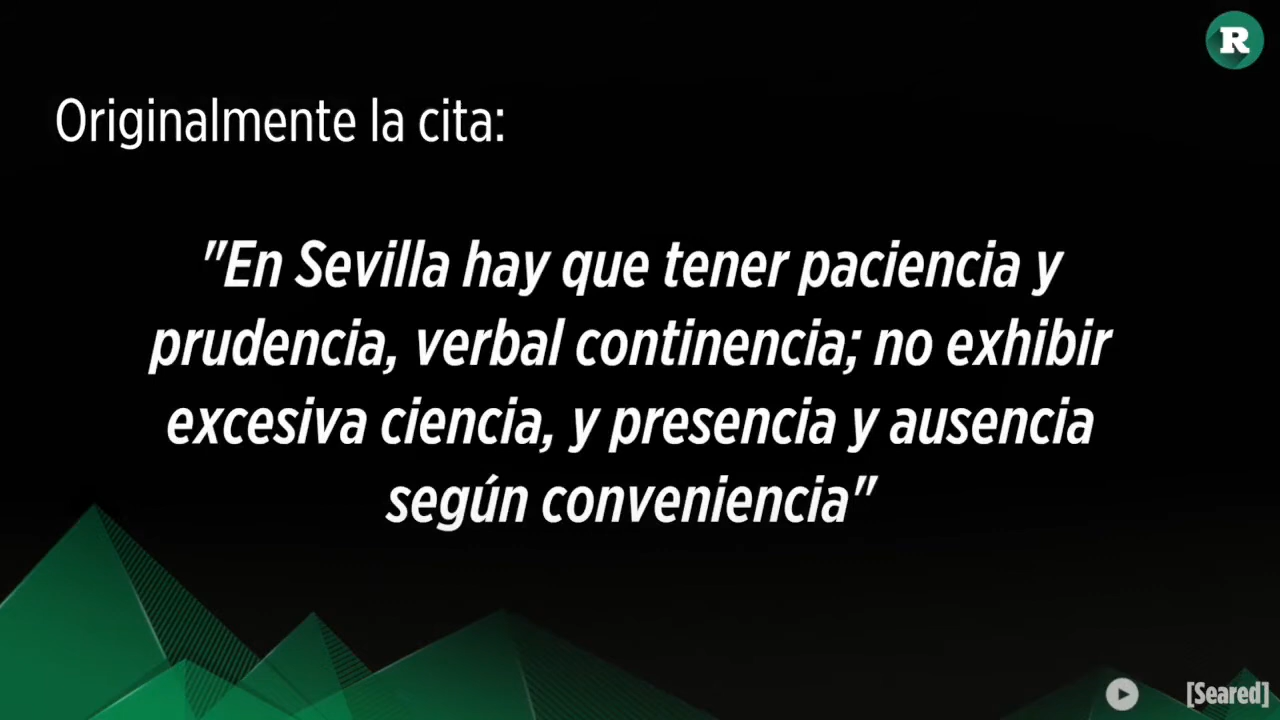 R
Originalmente la cita:
"En Sevilla hay que tener paciencia y
prudencia, verbal continencia; no exhibir
excesiva ciencia, y presencia y ausencia
según conveniencia"
[Seared]